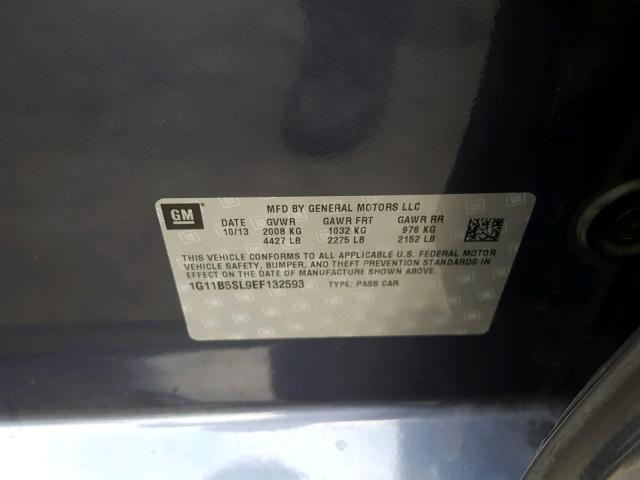 GM
MFD BY GENERAL MOTORS LLC
DATE GVWR GAWR FRT GAWR RR
10/13 2008 KG 1032 KG 976 KG
4427 LB 2275 LB 2152 LB
THIS VEHICLE CONFORMS TO ALL APPLICABLE U.S. FEDERAL MOTOR
VEHICLE SAFETY, BUMPER, AND THEFT PREVENTION STANDARDS IN
EFFECT ON THE DATE OF MANUFACTURE SHOWN ABOVE.
1G11B5SL9EF132593 TYPE: PASS CAR